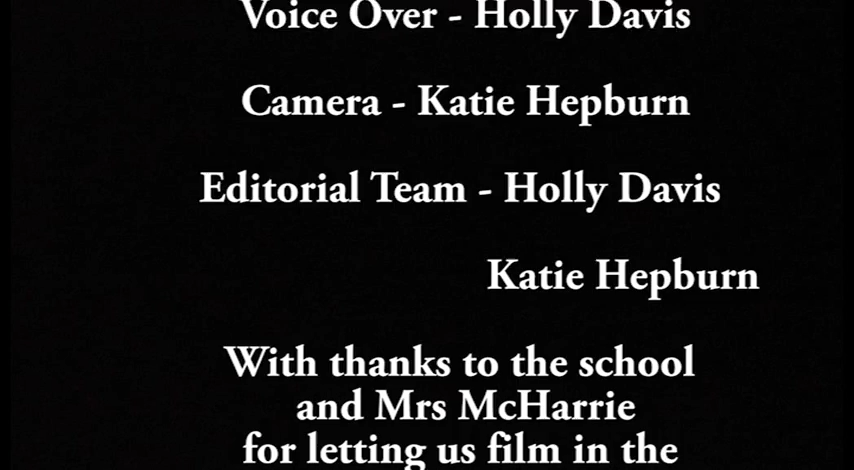 Voice Over - Holly Davis
Camera - Katie Hepburn
Editorial Team - Holly Davis
Katie Hepburn
With thanks to the school
and Mrs McHarrie
for letting us film in the